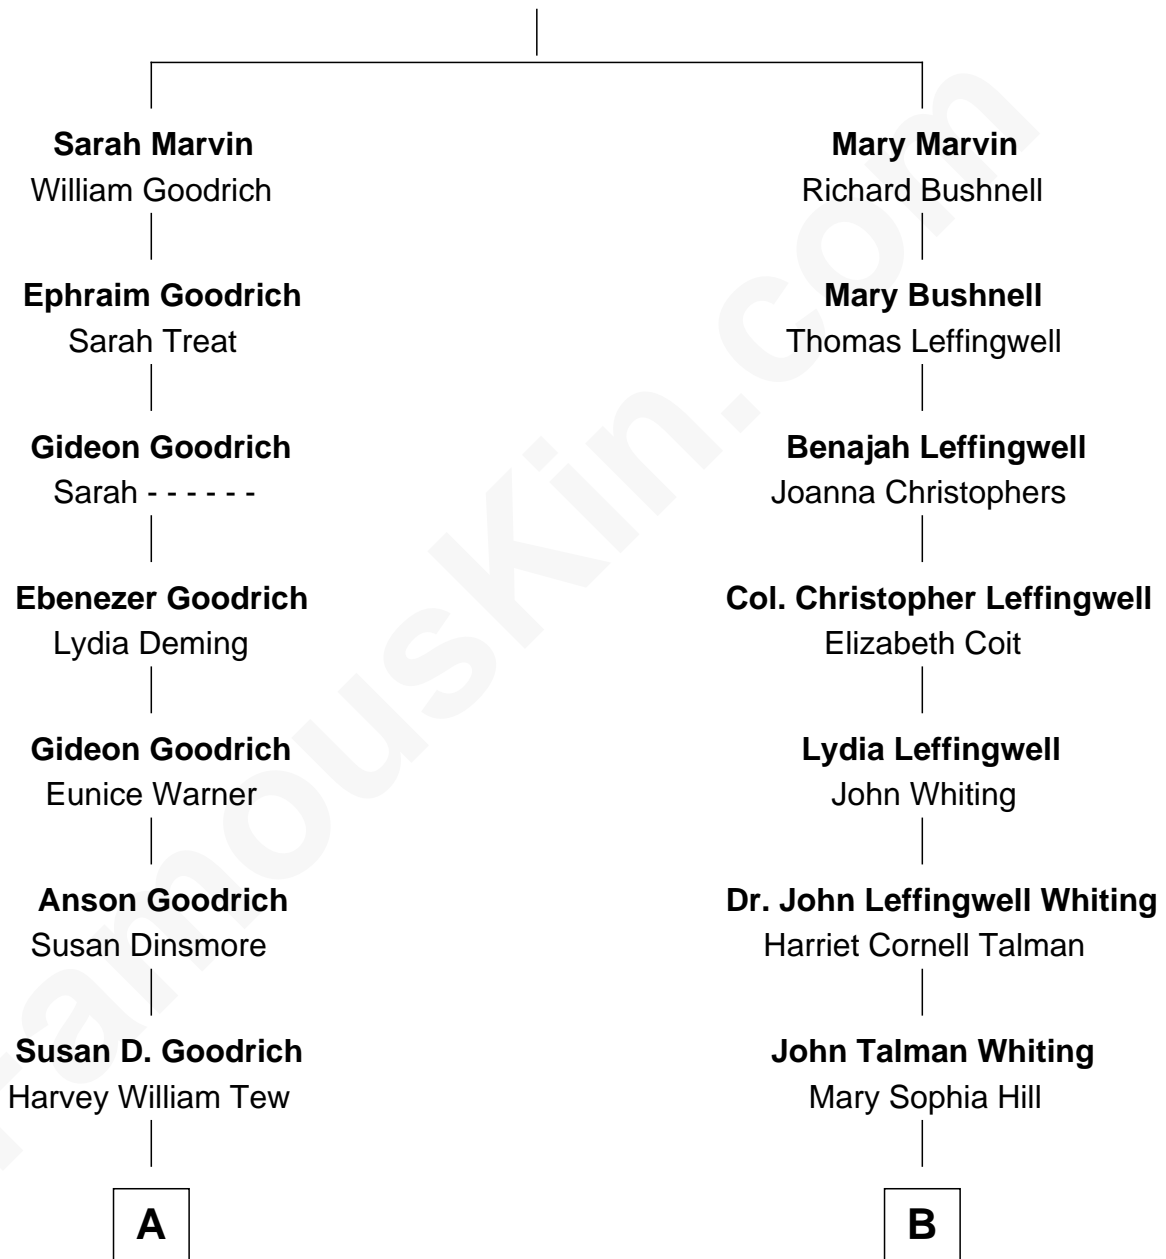 Sarah Marvin
William Goodrich
Mary Marvin
Richard Bushnell
Ephraim Goodrich
Sarah Treat
Mary Bushnell
Thomas Leffingwell
Gideon Goodrich
Sarah - - - - - -
Benajah Leffingwell
Joanna Christophers
Ebenezer Goodrich
Lydia Deming
Col. Christopher Leffingwell
Elizabeth Coit
Gideon Goodrich
Eunice Warner
Lydia Leffingwell
John Whiting
Anson Goodrich
Susan Dinsmore
Dr. John Leffingwell Whiting
Harriet Cornell Talman
Susan D. Goodrich
Harvey William Tew
John Talman Whiting
Mary Sophia Hill
A
B
FamousKin.com